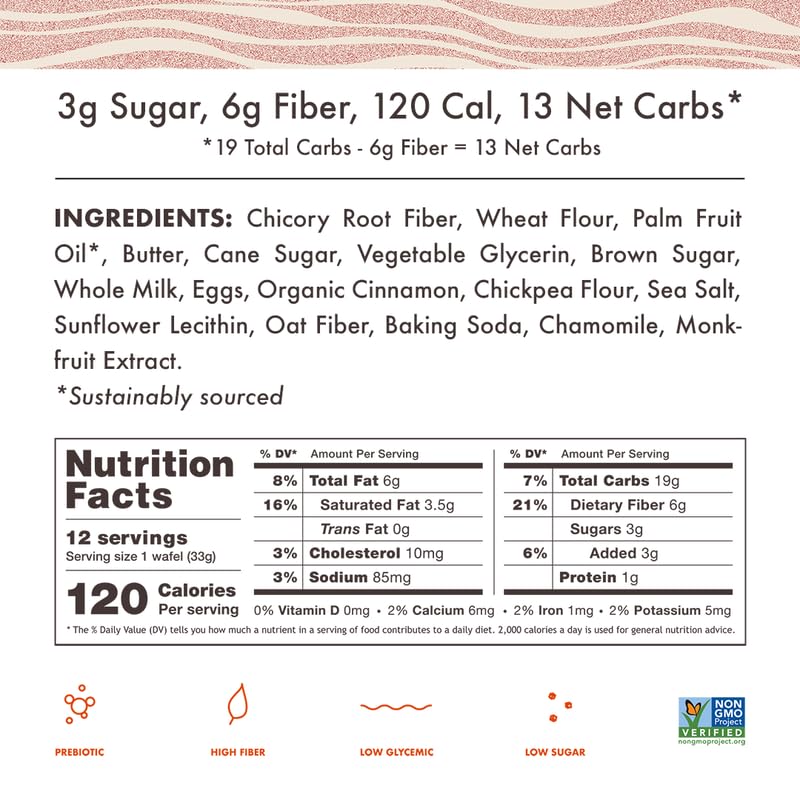 3g Sugar, 6g Fiber, 120 Cal, 13 Net Carbs*
*19 Total Carbs - 6g Fiber = 13 Net Carbs
INGREDIENTS: Chicory Root Fiber, Wheat Flour, Palm Fruit
Oil*, Butter, Cane Sugar, Vegetable Glycerin, Brown Sugar,
Whole Milk, Eggs, Organic Cinnamon, Chickpea Flour, Sea Salt,
Sunflower Lecithin, Oat Fiber, Baking Soda, Chamomile, Monk-
fruit Extract.
*Sustainably sourced
Nutrition
Facts
12 servings
Serving size 1 wafel (33g)
120 Calories
Per serving
% DV* Amount Per Serving
8% Total Fat 6g
16% Saturated Fat 3.5g
Trans Fat 0g
3% Cholesterol 10mg
3% Sodium 85mg
% DV* Amount Per Serving
7% Total Carbs 19g
21% Dietary Fiber 6g
Sugars 3g
6% Added 3g
Protein 1g
0% Vitamin D 0mg • 2% Calcium 6mg • 2% Iron 1mg • 2% Potassium 5mg
* The % Daily Value (DV) tells you how much a nutrient in a serving of food contributes to a daily diet. 2,000 calories a day is used for general nutrition advice.
PREBIOTIC
HIGH FIBER
LOW GLYCEMIC
LOW SUGAR
NON
GMO
Project
VERIFIED
nongmoproject.org